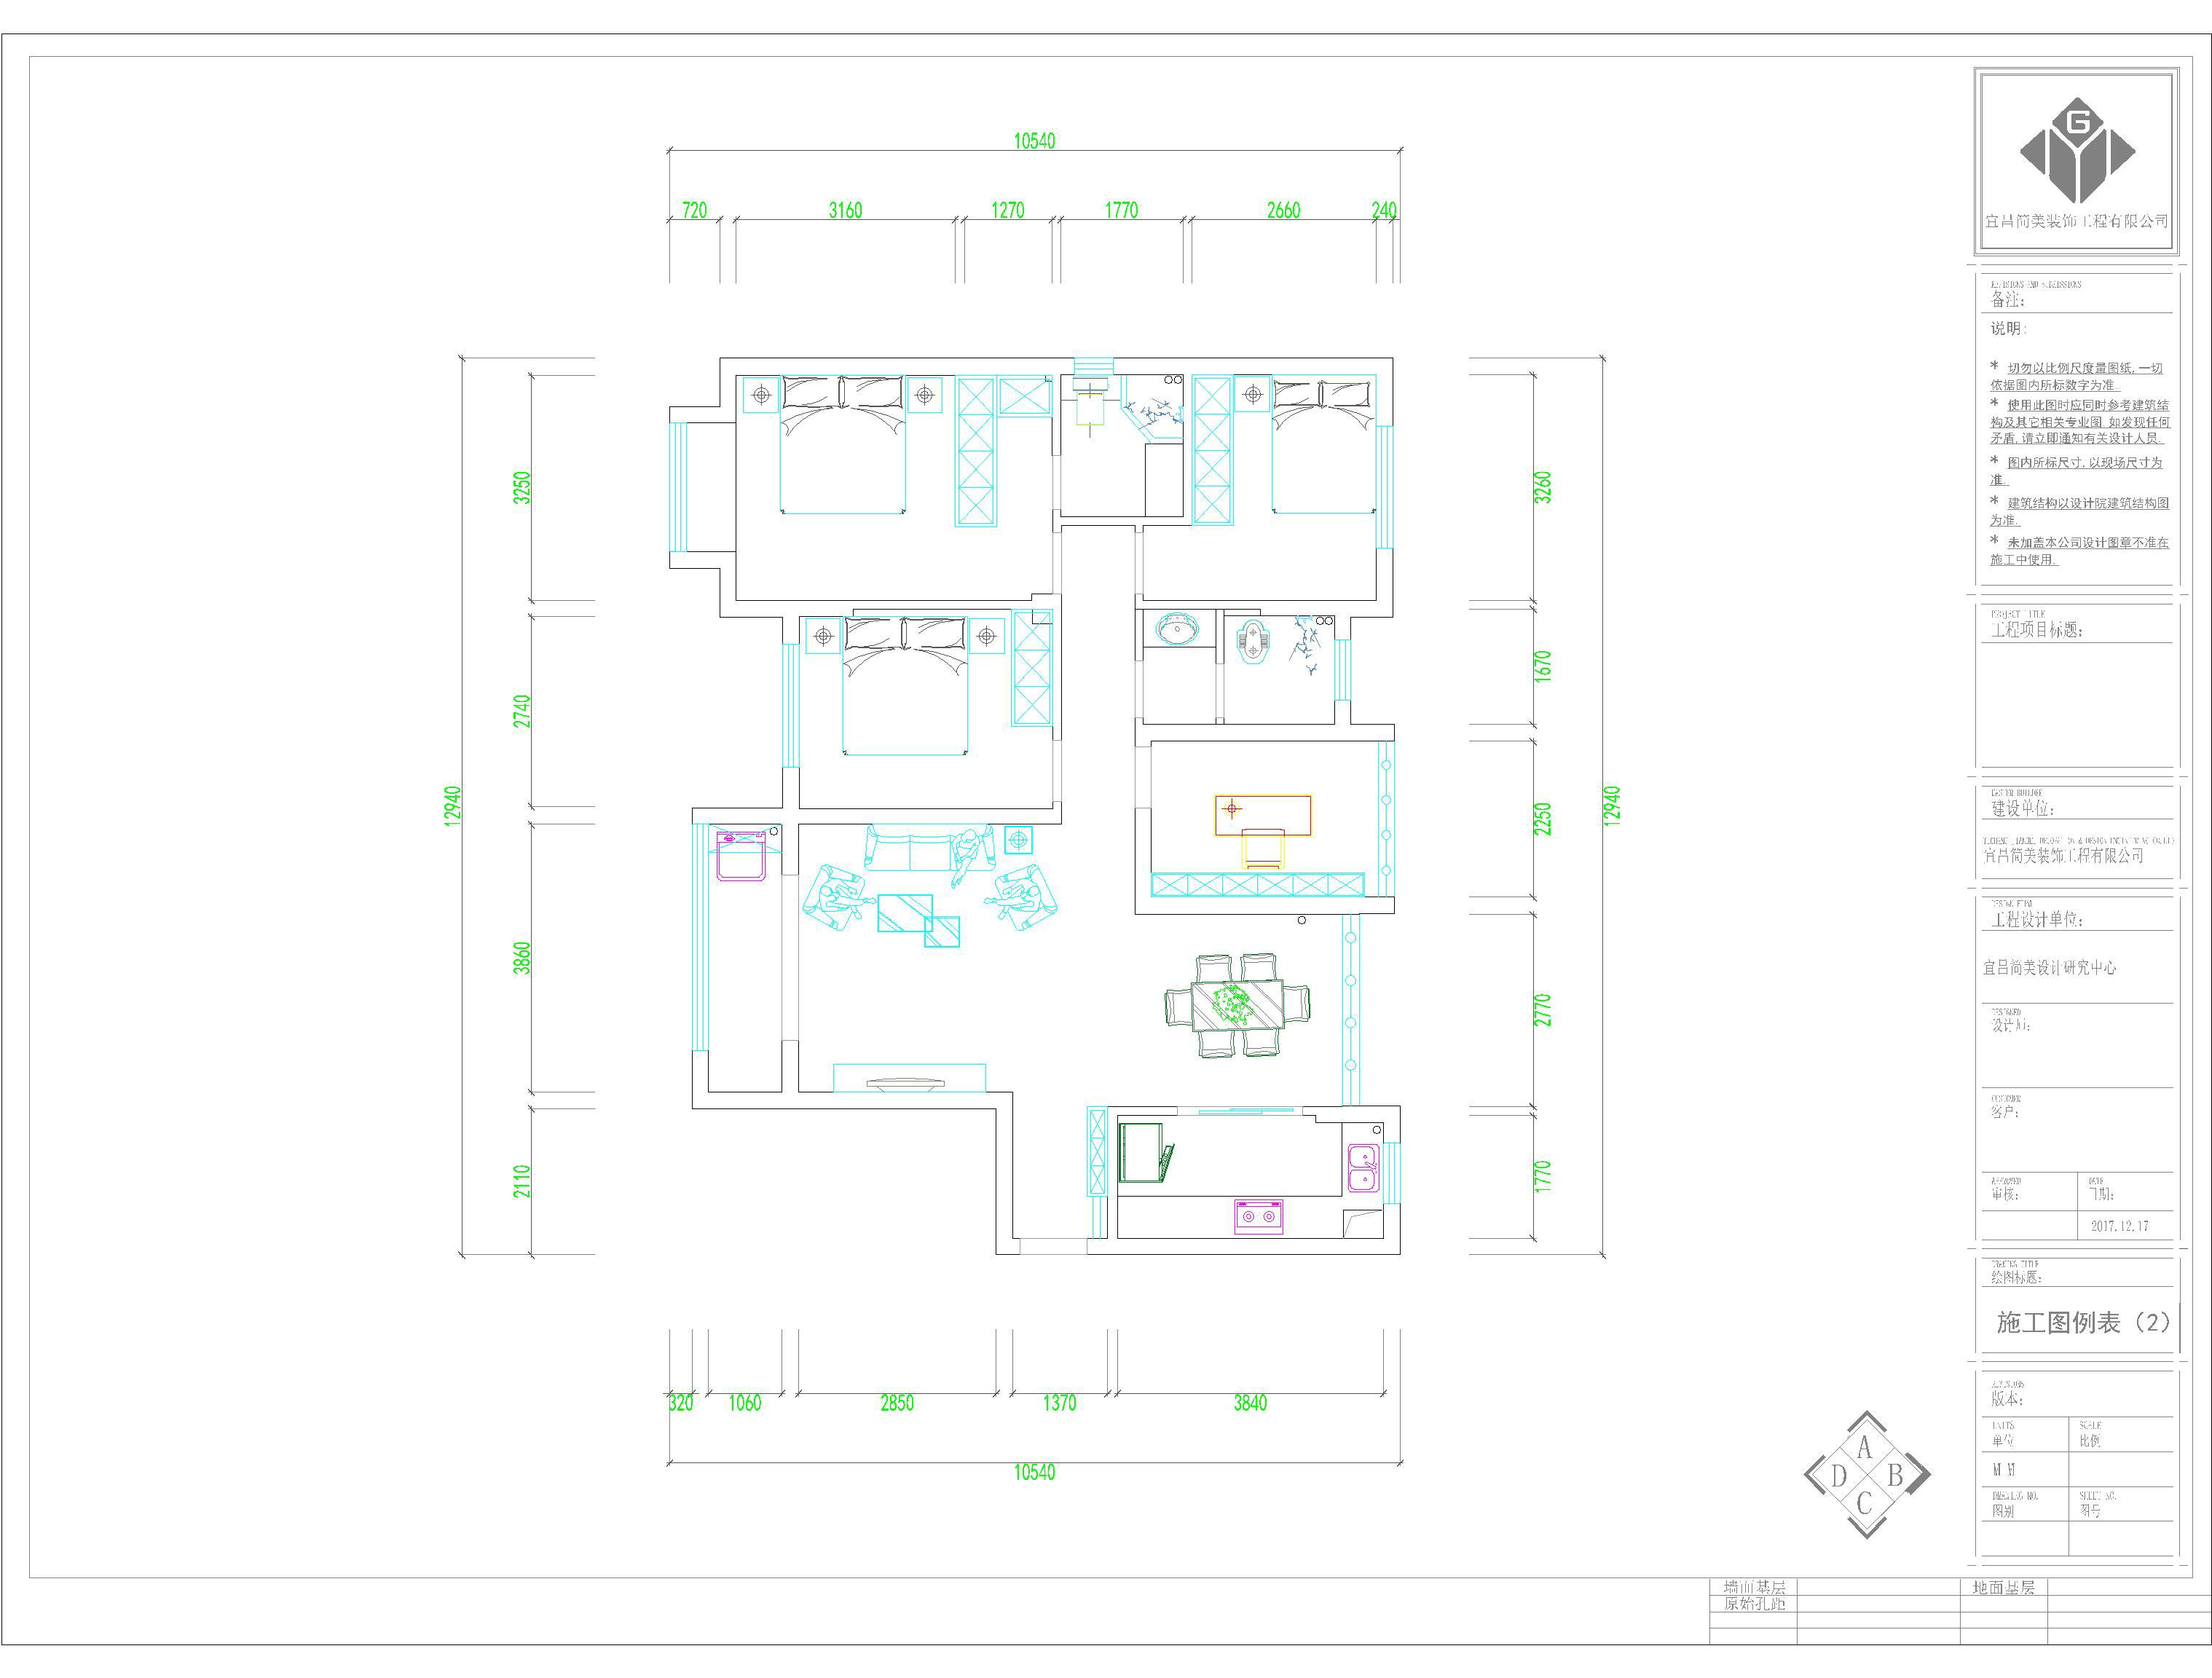 10540
720
3160
1270
1770
2660
240
3250
2740
3860
2110
12940
3260
1670
2250
2770
1770
12940
320
1060
2850
1370
3840
10540
A
D
B
C
G
宜昌简美装饰工程有限公司
备注:
说明:
* 切勿以比例尺度量图纸,一切
依据图内所标数字为准.
* 使用此图时应同时参考建筑结
构及其它相关专业图.如发现任何
矛盾,请立即通知有关设计人员.
* 图内所标尺寸,以现场尺寸为
准.
* 建筑结构以设计院建筑结构图
为准.
* 未加盖本公司设计图章不准在
施工中使用.
PROJECT TITLE
工程项目标题:
建设单位:
宜昌简美装饰工程有限公司
工程设计单位:
宜昌简美设计研究中心
DESIGNED
设计师:
CUSTOMER
客户:
APPROVED
审核:
DATE
日期:
2017.12.17
DRAWING TITLE
绘图标题:
施工图例表（2）
版本:
UNITS
单位
SCALE
比例
M M
DRAWING NO.
图别
SHEET NO.
图号
墙面基层
地面基层
原始孔距